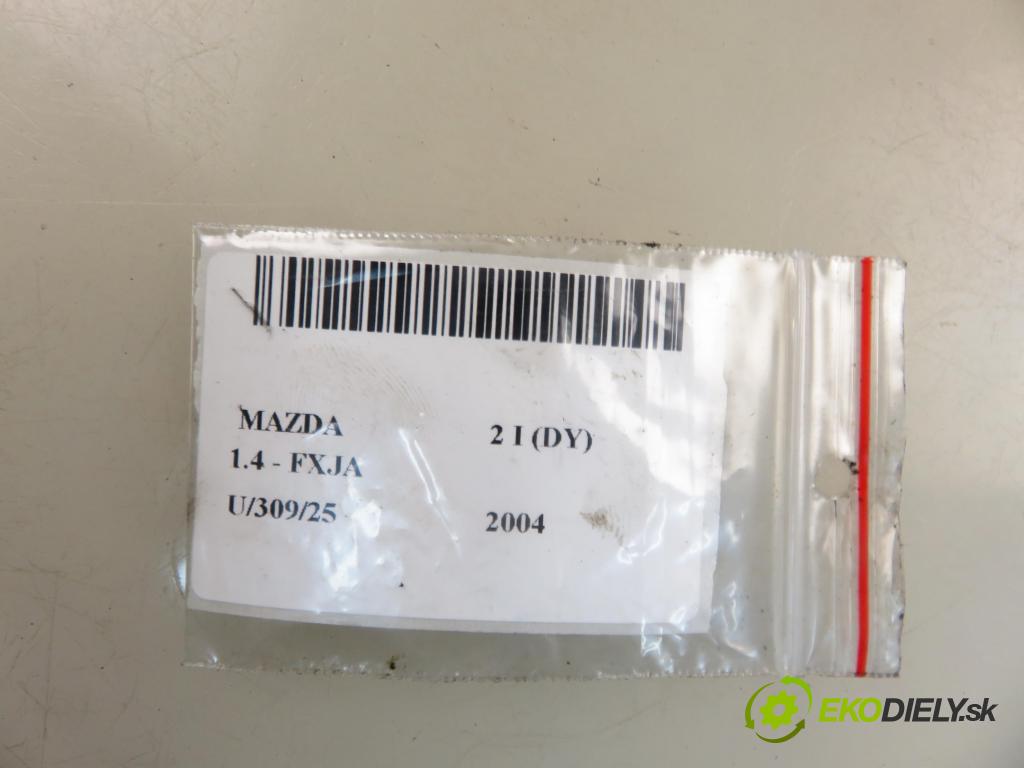 MAZDA 2 I (DY)
1.4 - FXJA
U/309/25 2004
EKODIELY.sk